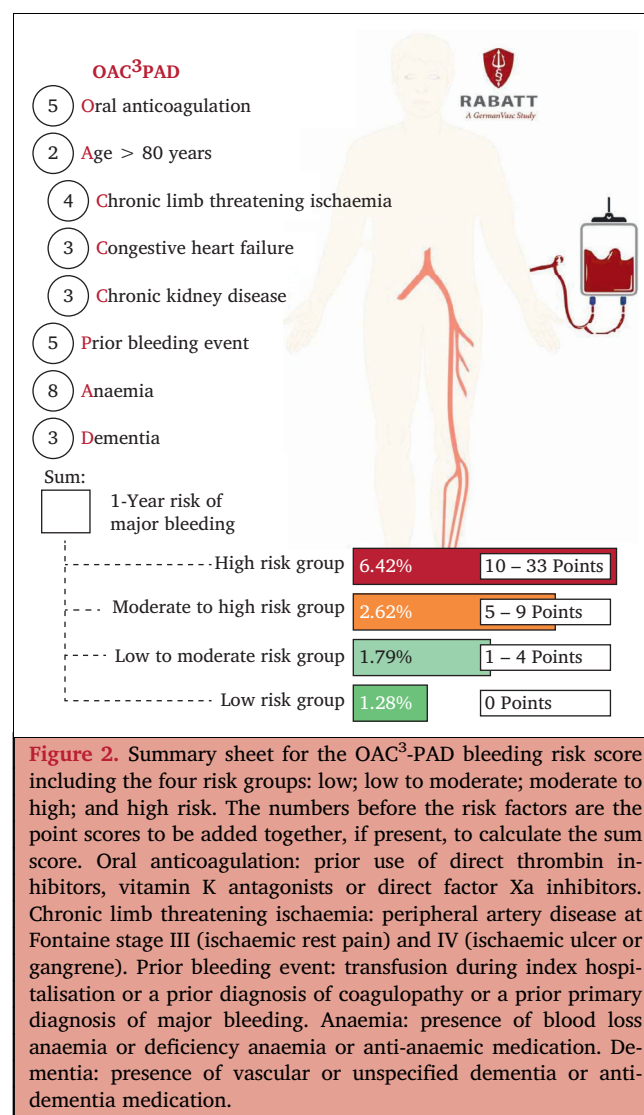 OAC³PAD
RABATT
A GermanVasc Study
5 Oral anticoagulation
2 Age > 80 years
4 Chronic limb threatening ischaemia
3 Congestive heart failure
3 Chronic kidney disease
5 Prior bleeding event
8 Anaemia
3 Dementia
Sum:
1-Year risk of
major bleeding
High risk group 6.42% 10 – 33 Points
Moderate to high risk group 2.62% 5 – 9 Points
Low to moderate risk group 1.79% 1 – 4 Points
Low risk group 1.28% 0 Points
Figure 2. Summary sheet for the OAC³-PAD bleeding risk score
including the four risk groups: low; low to moderate; moderate to
high; and high risk. The numbers before the risk factors are the
point scores to be added together, if present, to calculate the sum
score. Oral anticoagulation: prior use of direct thrombin in-
hibitors, vitamin K antagonists or direct factor Xa inhibitors.
Chronic limb threatening ischaemia: peripheral artery disease at
Fontaine stage III (ischaemic rest pain) and IV (ischaemic ulcer or
gangrene). Prior bleeding event: transfusion during index hospi-
talisation or a prior diagnosis of coagulopathy or a prior primary
diagnosis of major bleeding. Anaemia: presence of blood loss
anaemia or deficiency anaemia or anti-anaemic medication. De-
mentia: presence of vascular or unspecified dementia or anti-
dementia medication.